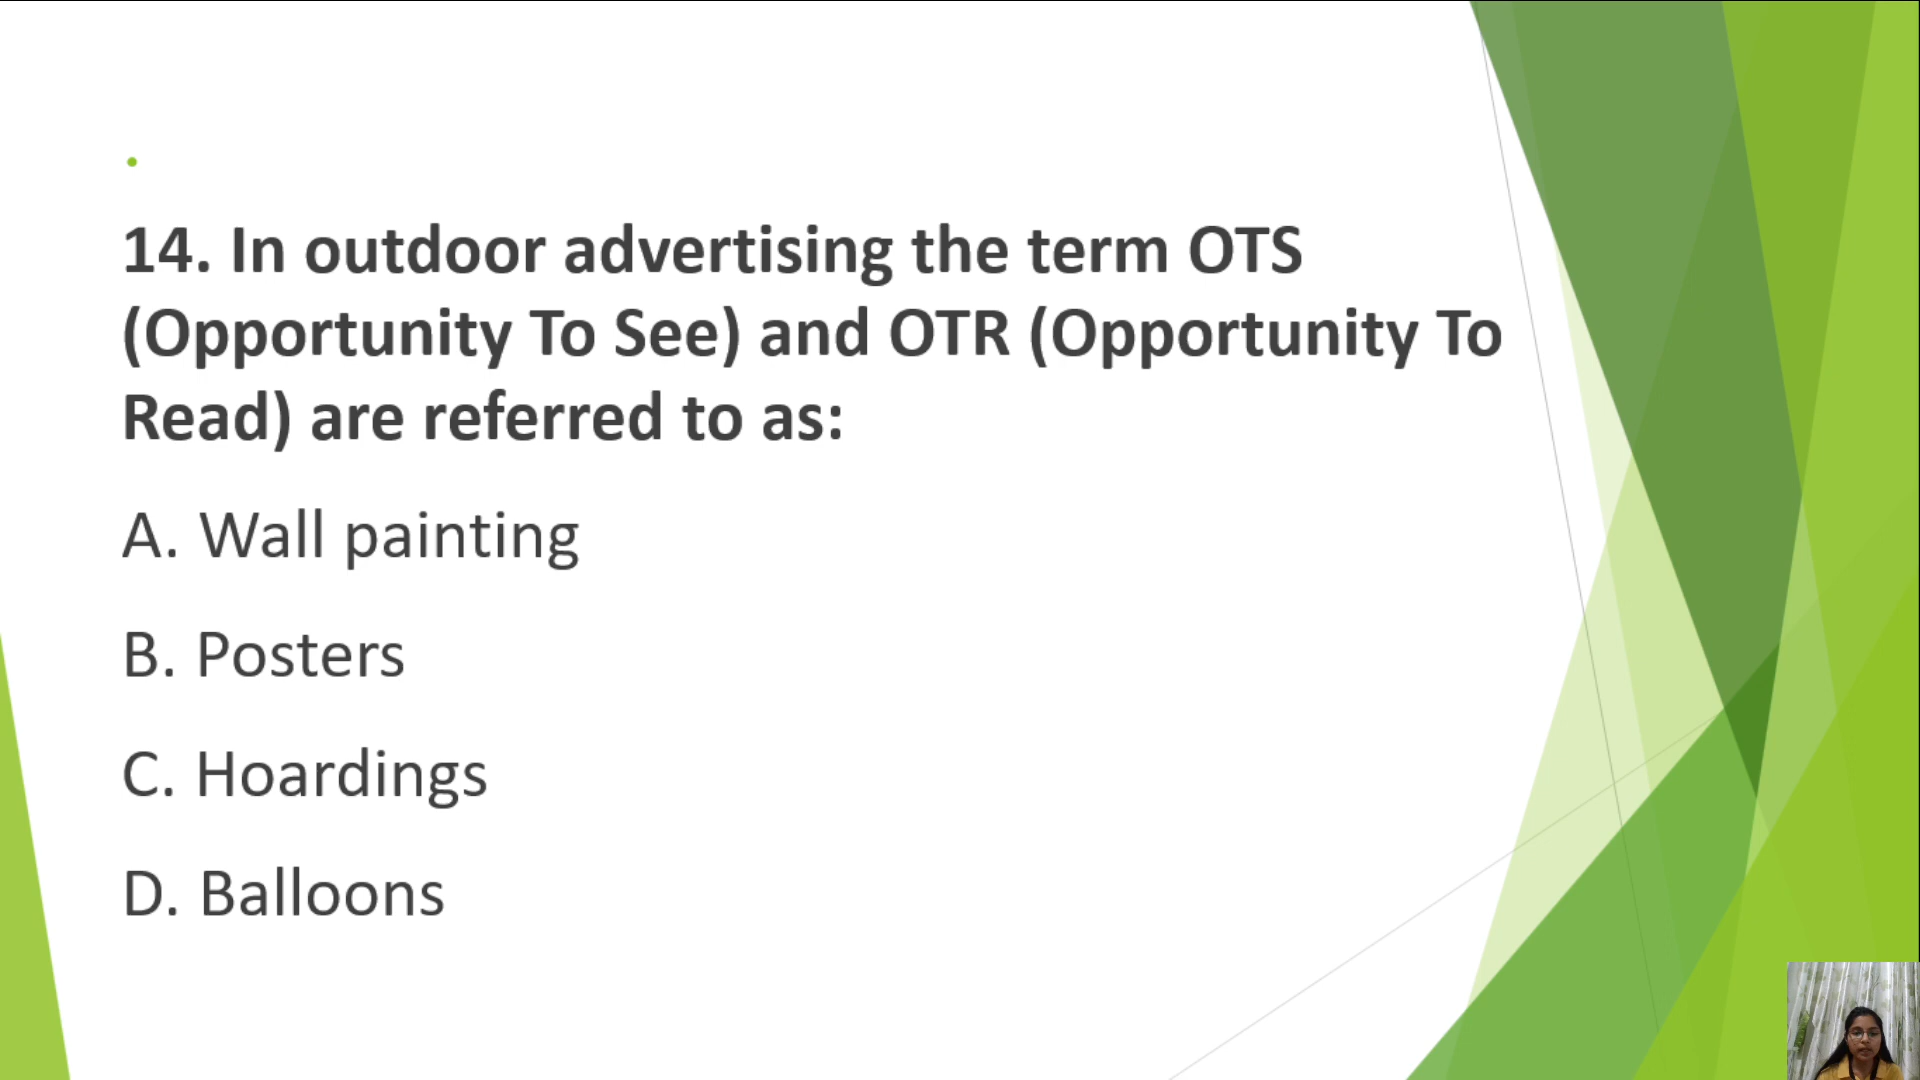 14. In outdoor advertising the term OTS
(Opportunity To See) and OTR (Opportunity To
Read) are referred to as:
A. Wall painting
B. Posters
C. Hoardings
D. Balloons